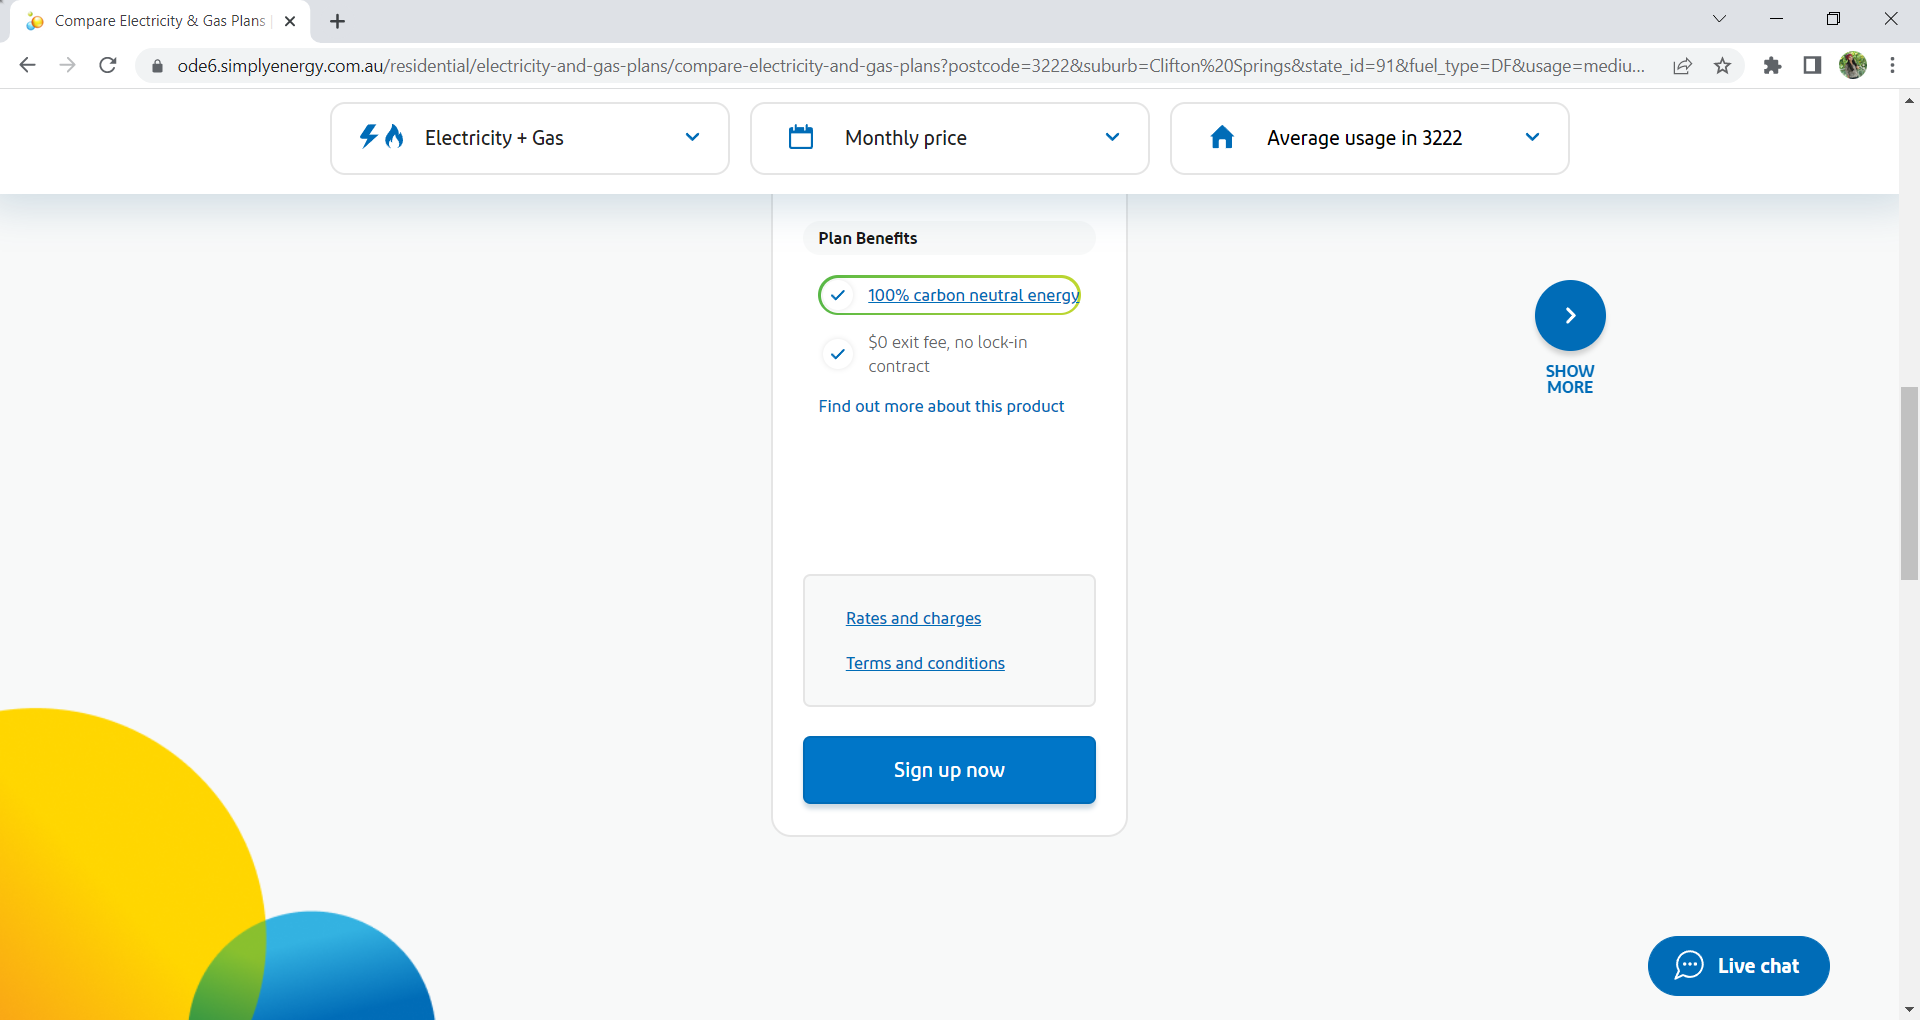 Compare Electricity & Gas Plans |
ode6.simplyenergy.com.au/residential/electricity-and-gas-plans/compare-electricity-and-gas-plans?postcode=3222&suburb=Clifton%20Springs&state_id=91&fuel_type=DF&usage=mediu...
Electricity + Gas
Monthly price
Average usage in 3222
Plan Benefits
100% carbon neutral energy
$0 exit fee, no lock-in
contract
Find out more about this product
SHOW
MORE
Rates and charges
Terms and conditions
Sign up now
Live chat